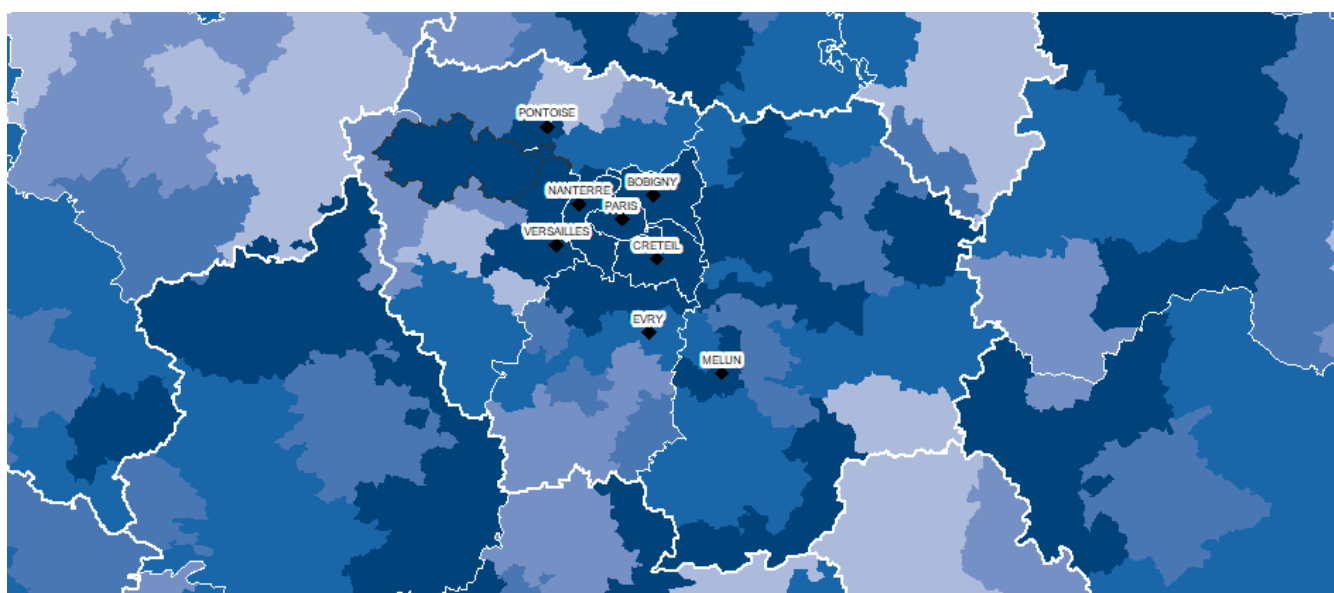 PONTOISE
BOBIGNY
NANTERRE
PARIS
VERSAILLES
CRETEIL
EVRY
MELUN